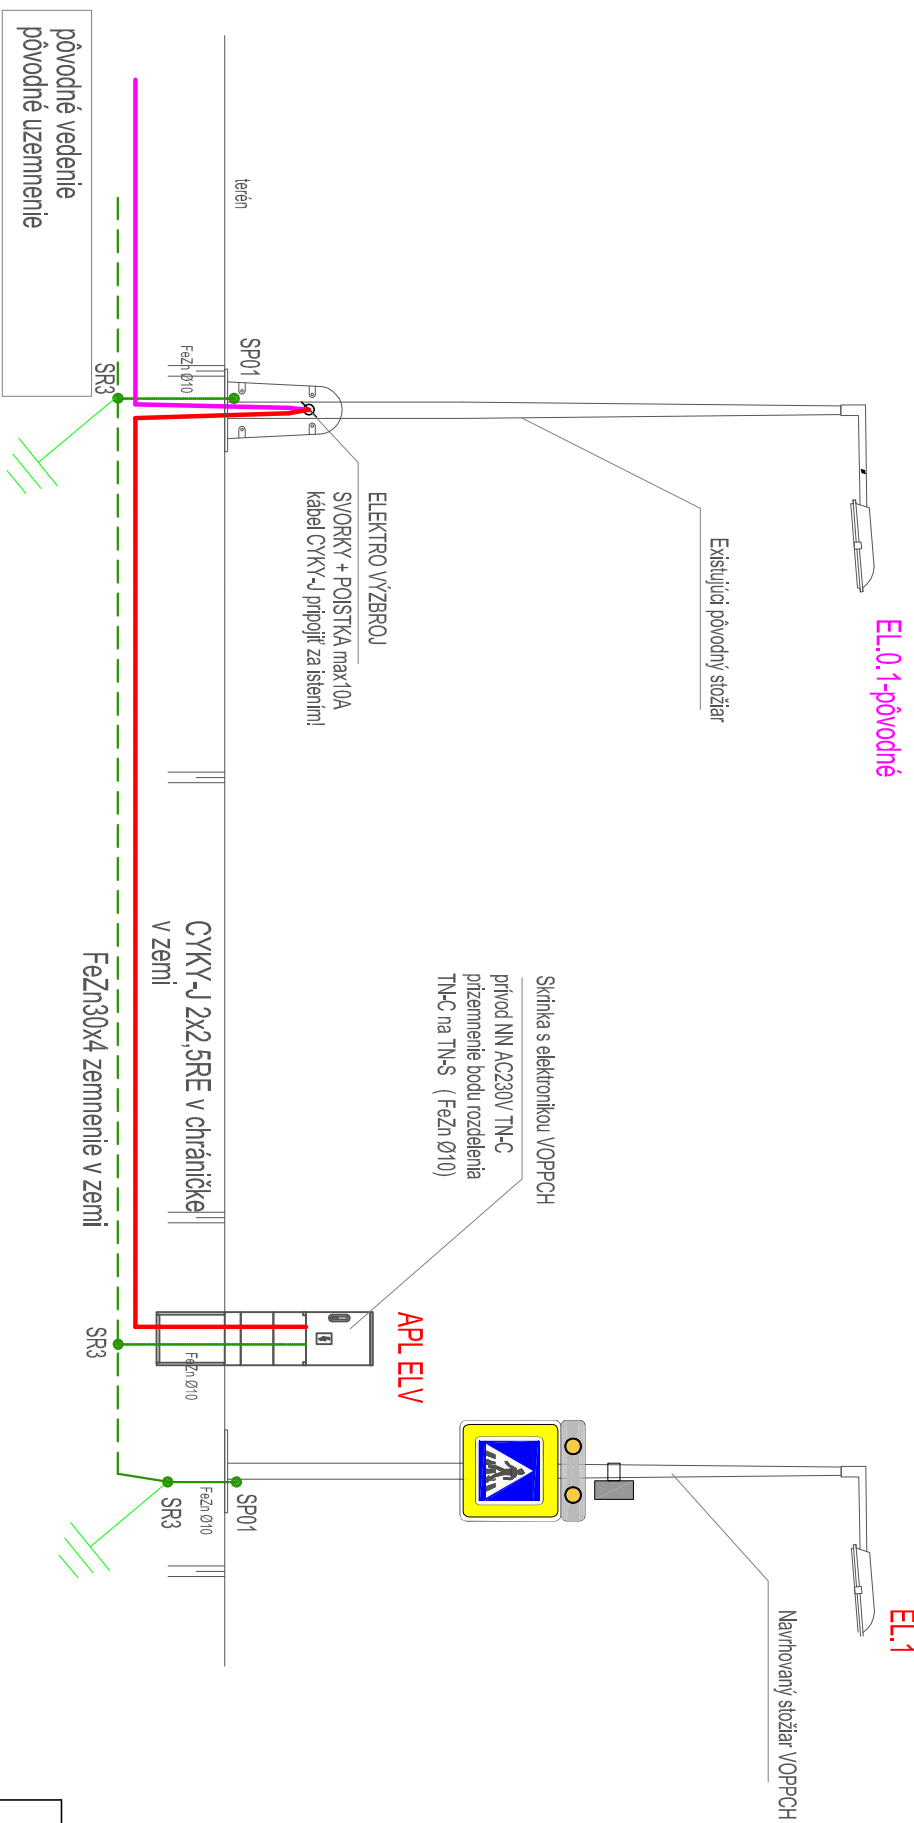 EL.0.1-pôvodné
EL.1
Existujúci pôvodný stožiar
Navrhovaný stožiar VOPPCH
Skrinka s elektronikou VOPPCH
prívod NN AC230V TN-C
prizemnenie bodu rozdelenia
TN-C na TN-S ( FeZn Ø10)
APL ELV
ELEKTRO VÝZBROJ
SVORKY + POISTKA max10A
kábel CYKY-J pripojiť za istením!
terén
SP01
SP01
FeZn Ø10
FeZn Ø10
FeZn Ø10
CYKY-J 2x2,5RE v chráničke
v zemi
SR3
SR3
SR3
FeZn30x4 zemnenie v zemi
pôvodné vedenie
pôvodné uzemnenie